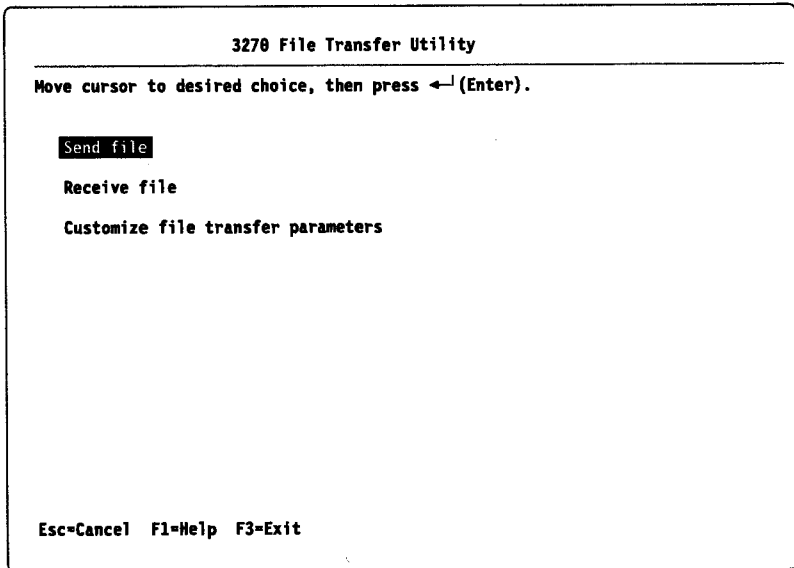 3270 File Transfer Utility
Move cursor to desired choice, then press ↵ (Enter).
Send file
Receive file
Customize file transfer parameters
Esc=Cancel F1=Help F3=Exit